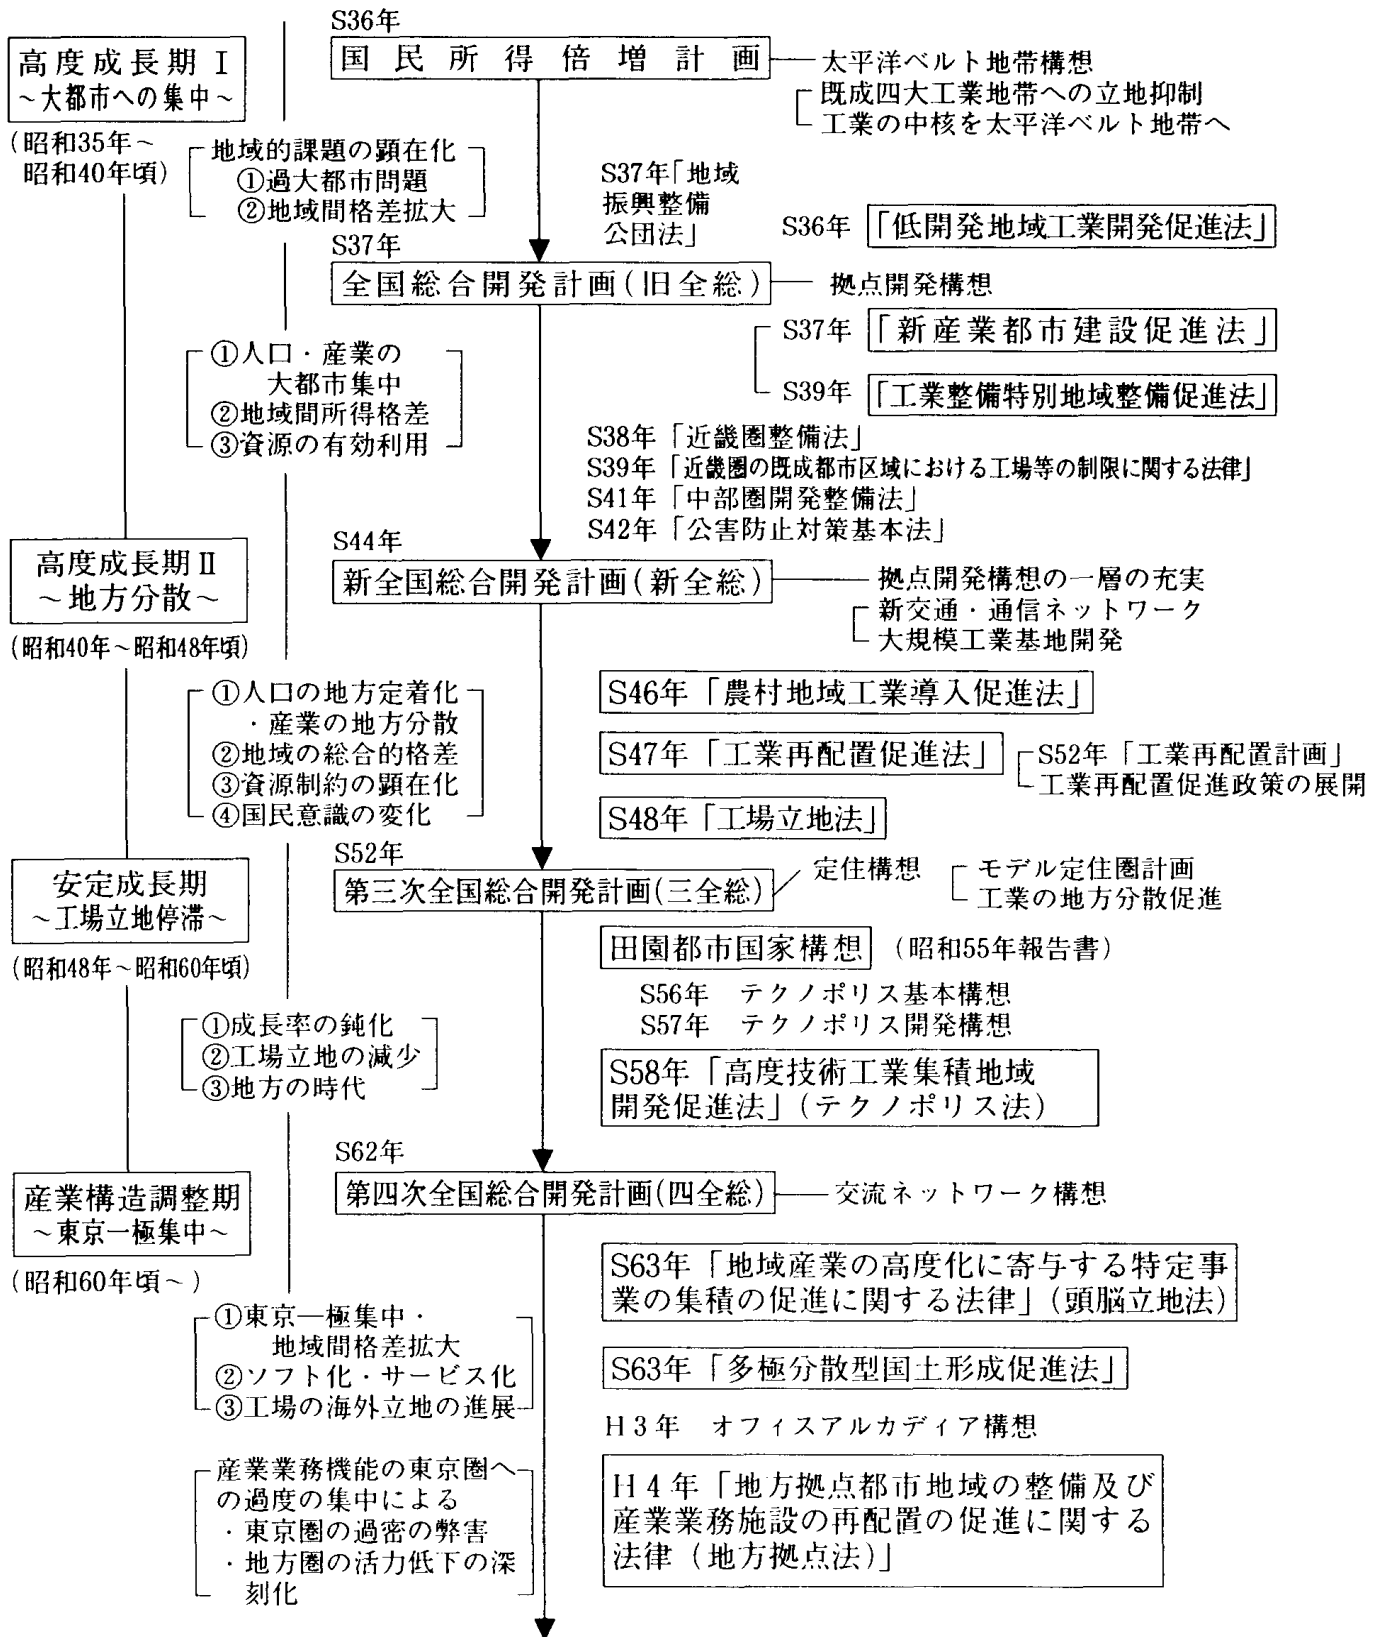 高度成長期Ⅰ
～大都市への集中～
(昭和35年～
昭和40年頃)
S36年
国民所得倍増計画
太平洋ベルト地帯構想
既成四大工業地帯への立地抑制
工業の中核を太平洋ベルト地帯へ
地域的課題の顕在化
①過大都市問題
②地域間格差拡大
S37年「地域
振興整備
公団法」
S36年「低開発地域工業開発促進法」
S37年
全国総合開発計画(旧全総)
拠点開発構想
S37年「新産業都市建設促進法」
S39年「工業整備特別地域整備促進法」
①人口・産業の
大都市集中
②地域間所得格差
③資源の有効利用
S38年「近畿圏整備法」
S39年「近畿圏の既成都市区域における工場等の制限に関する法律」
S41年「中部圏開発整備法」
S42年「公害防止対策基本法」
高度成長期Ⅱ
～地方分散～
(昭和40年～昭和48年頃)
S44年
新全国総合開発計画(新全総)
拠点開発構想の一層の充実
新交通・通信ネットワーク
大規模工業基地開発
①人口の地方定着化
・産業の地方分散
②地域の総合的格差
③資源制約の顕在化
④国民意識の変化
S46年「農村地域工業導入促進法」
S47年「工業再配置促進法」
S52年「工業再配置計画」
工業再配置促進政策の展開
S48年「工場立地法」
安定成長期
～工場立地停滞～
(昭和48年～昭和60年頃)
S52年
第三次全国総合開発計画(三全総)
定住構想
モデル定住圏計画
工業の地方分散促進
田園都市国家構想 (昭和55年報告書)
S56年 テクノポリス基本構想
S57年 テクノポリス開発構想
①成長率の鈍化
②工場立地の減少
③地方の時代
S58年「高度技術工業集積地域
開発促進法」(テクノポリス法)
産業構造調整期
～東京一極集中～
(昭和60年頃～)
S62年
第四次全国総合開発計画(四全総)
交流ネットワーク構想
S63年「地域産業の高度化に寄与する特定事
業の集積の促進に関する法律」(頭脳立地法)
①東京一極集中・
地域間格差拡大
②ソフト化・サービス化
③工場の海外立地の進展
S63年「多極分散型国土形成促進法」
H3年 オフィスアルカディア構想
産業業務機能の東京圏へ
の過度の集中による
・東京圏の過密の弊害
・地方圏の活力低下の深
刻化
H4年「地方拠点都市地域の整備及び
産業業務施設の再配置の促進に関する
法律（地方拠点法）」